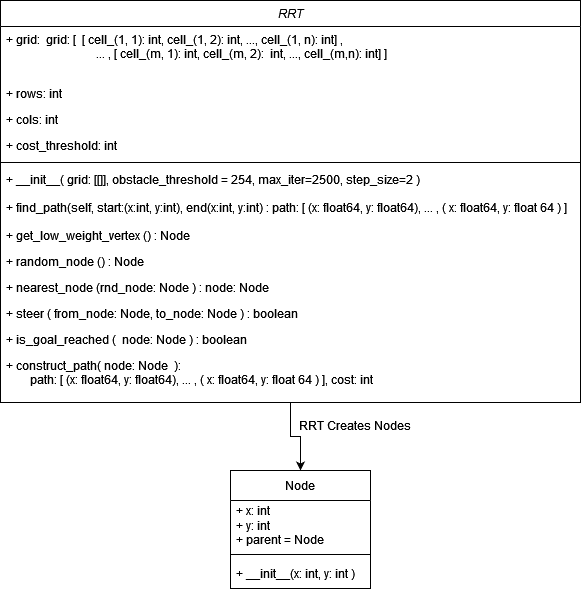 RRT
+ grid:  grid: [  [ cell_(1, 1): int, cell_(1, 2): int, ..., cell_(1, n): int] ,
... , [ cell_(m, 1): int, cell_(m, 2):  int, ..., cell_(m,n): int] ]
+ rows: int
+ cols: int
+ cost_threshold: int
+ __init__( grid: [[]], obstacle_threshold = 254, max_iter=2500, step_size=2 )
+ find_path(self, start:(x:int, y:int), end(x:int, y:int) : path: [ (x: float64, y: float64), ... , ( x: float64, y: float 64 ) ]
+ get_low_weight_vertex () : Node
+ random_node () : Node
+ nearest_node (rnd_node: Node ) : node: Node
+ steer ( from_node: Node, to_node: Node ) : boolean
+ is_goal_reached (  node: Node ) : boolean
+ construct_path( node: Node  ):
path: [ (x: float64, y: float64), ... , ( x: float64, y: float 64 ) ], cost: int
RRT Creates Nodes
Node
+ x: int
+ y: int
+ parent = Node
+ __init__(x: int, y: int )